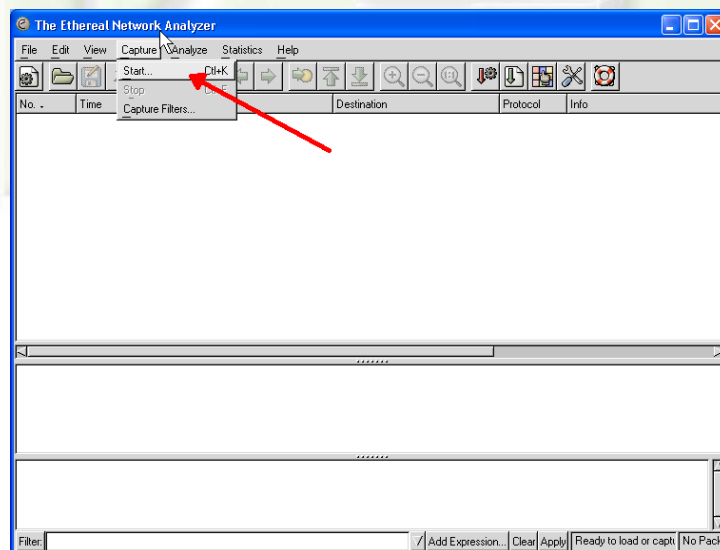 The Ethereal Network Analyzer
File Edit View Capture Analyze Statistics Help
Start... Ctl+K
Stop
Capture Filters...
No. Time Destination Protocol Info
Filter: Add Expression... Clear Apply Ready to load or captu No Pack